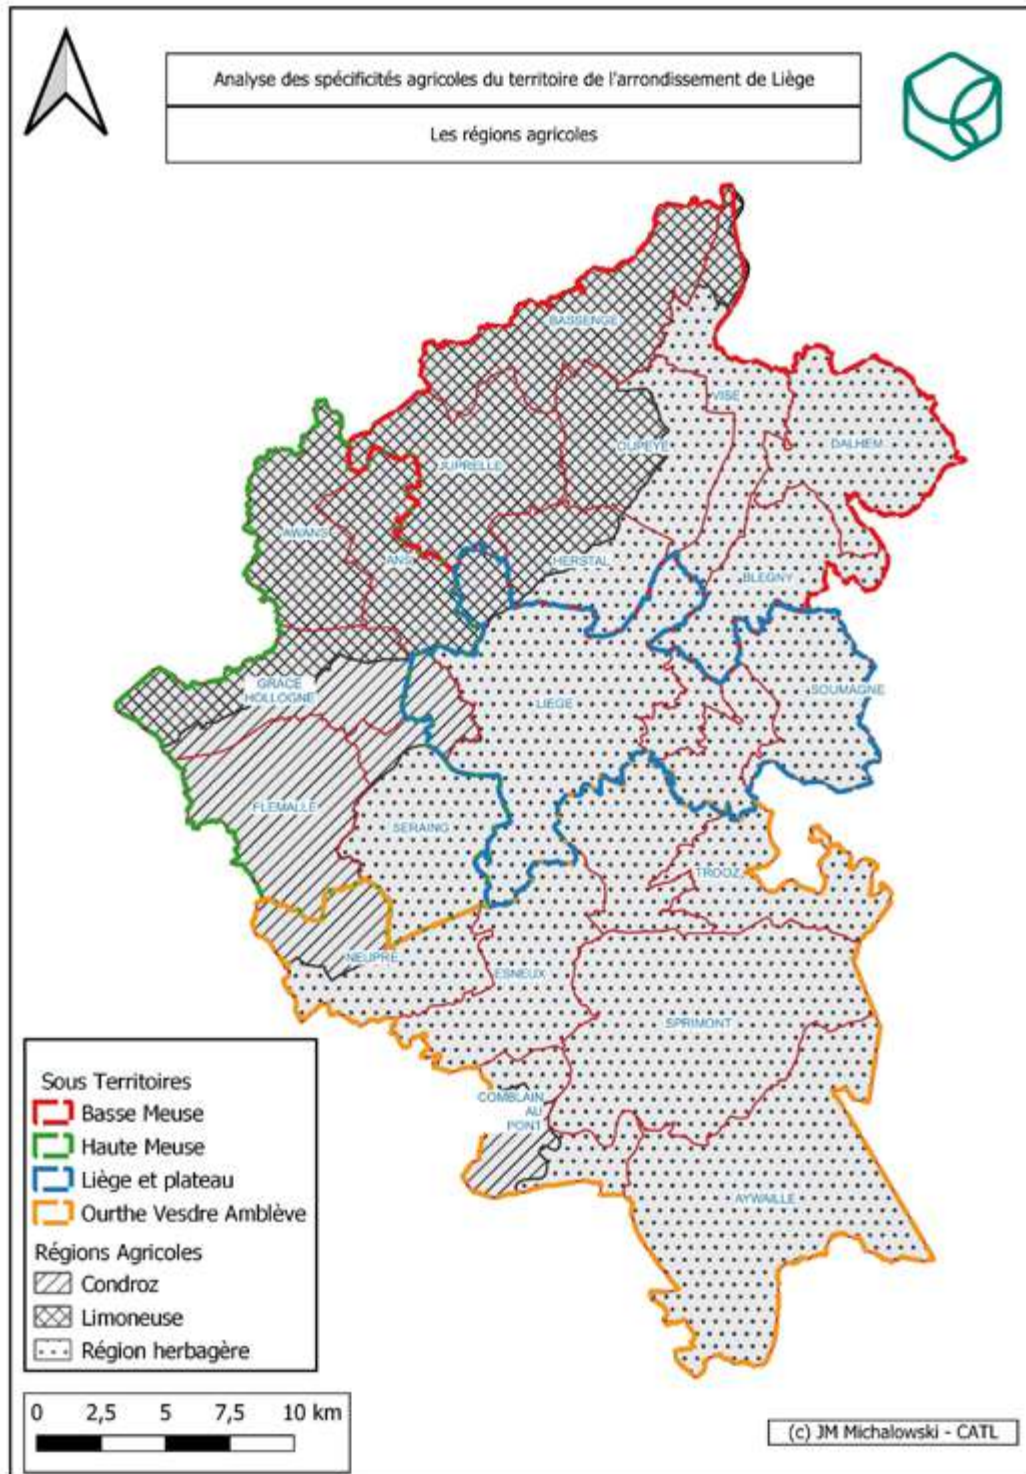 Analyse des spécificités agricoles du territoire de l'arrondissement de Liège
Les régions agricoles
BASSENGE
VISE
DALHEM
OUPEYE
JUPRELLE
AWANS
ANS
HERSTAL
BLEGNY
GRACE
HOLLOGNE
LIEGE
SOUMAGNE
FLEMALLE
SERAING
TROOZ
NEUPRE
ESNEUX
SPRIMONT
COMBLAIN
AU
PONT
AYWAILLE
Sous Territoires
Basse Meuse
Haute Meuse
Liège et plateau
Ourthe Vesdre Amblève
Régions Agricoles
Condroz
Limoneuse
Région herbagère
0 2,5 5 7,5 10 km
(c) JM Michalowski - CATL